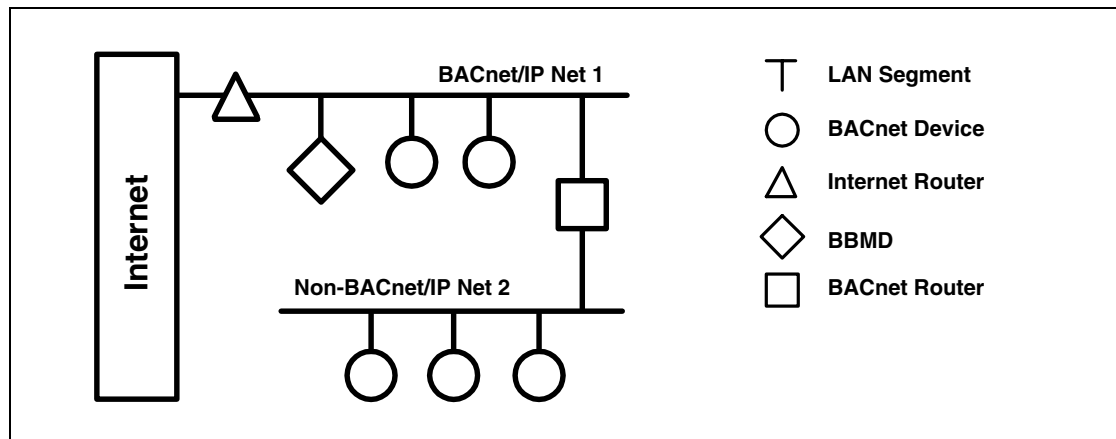 Internet
BACnet/IP Net 1
Non-BACnet/IP Net 2
LAN Segment
BACnet Device
Internet Router
BBMD
BACnet Router